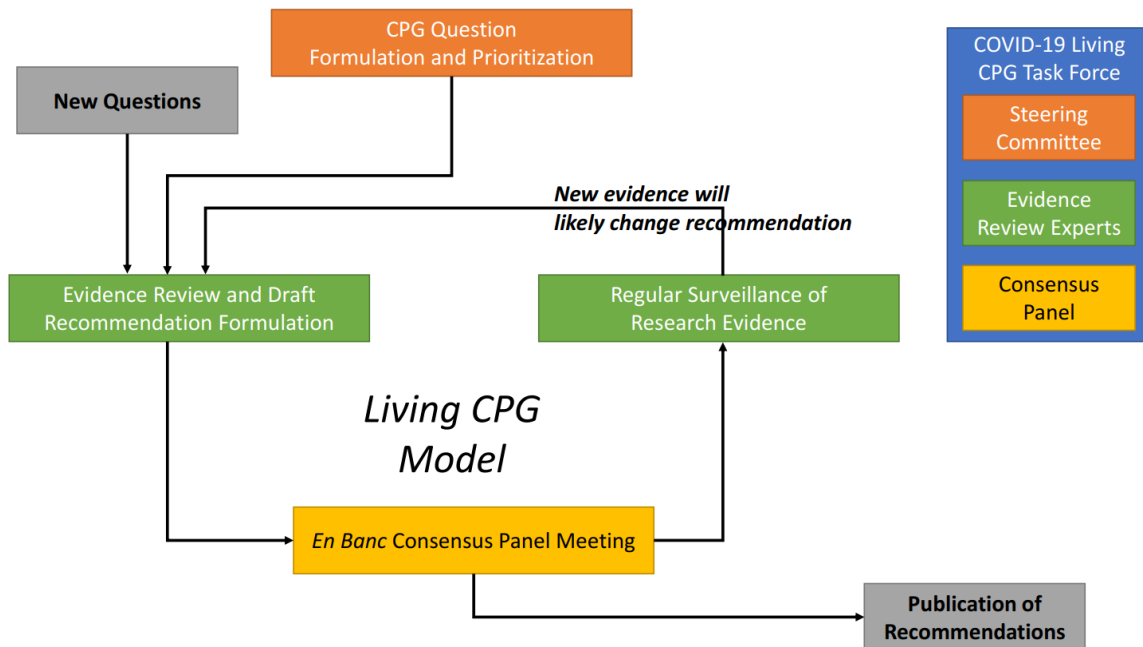 CPG Question
Formulation and Prioritization
New Questions
COVID-19 Living
CPG Task Force
Steering
Committee
Evidence
Review Experts
Consensus
Panel
New evidence will
likely change recommendation
Evidence Review and Draft
Recommendation Formulation
Regular Surveillance of
Research Evidence
Living CPG
Model
En Banc Consensus Panel Meeting
Publication of
Recommendations